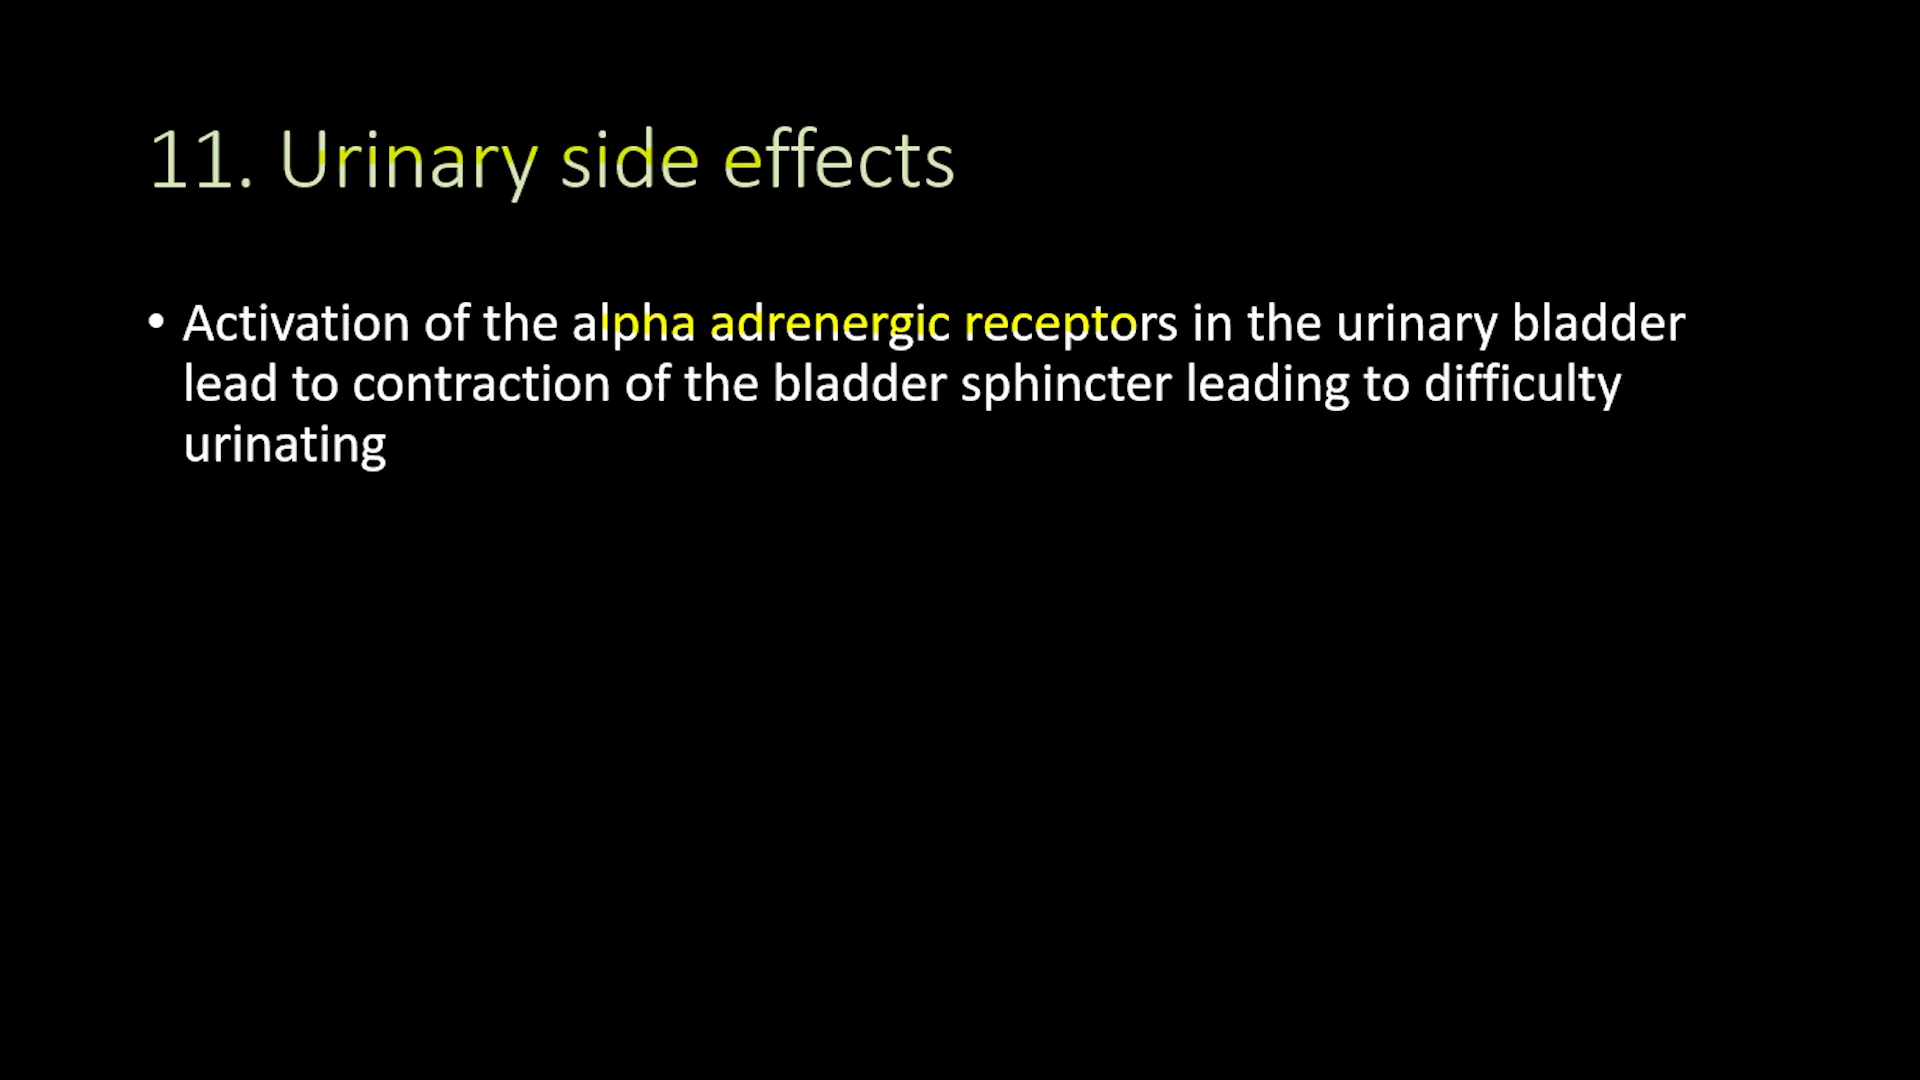 11. Urinary side effects
• Activation of the alpha adrenergic receptors in the urinary bladder
lead to contraction of the bladder sphincter leading to difficulty
urinating